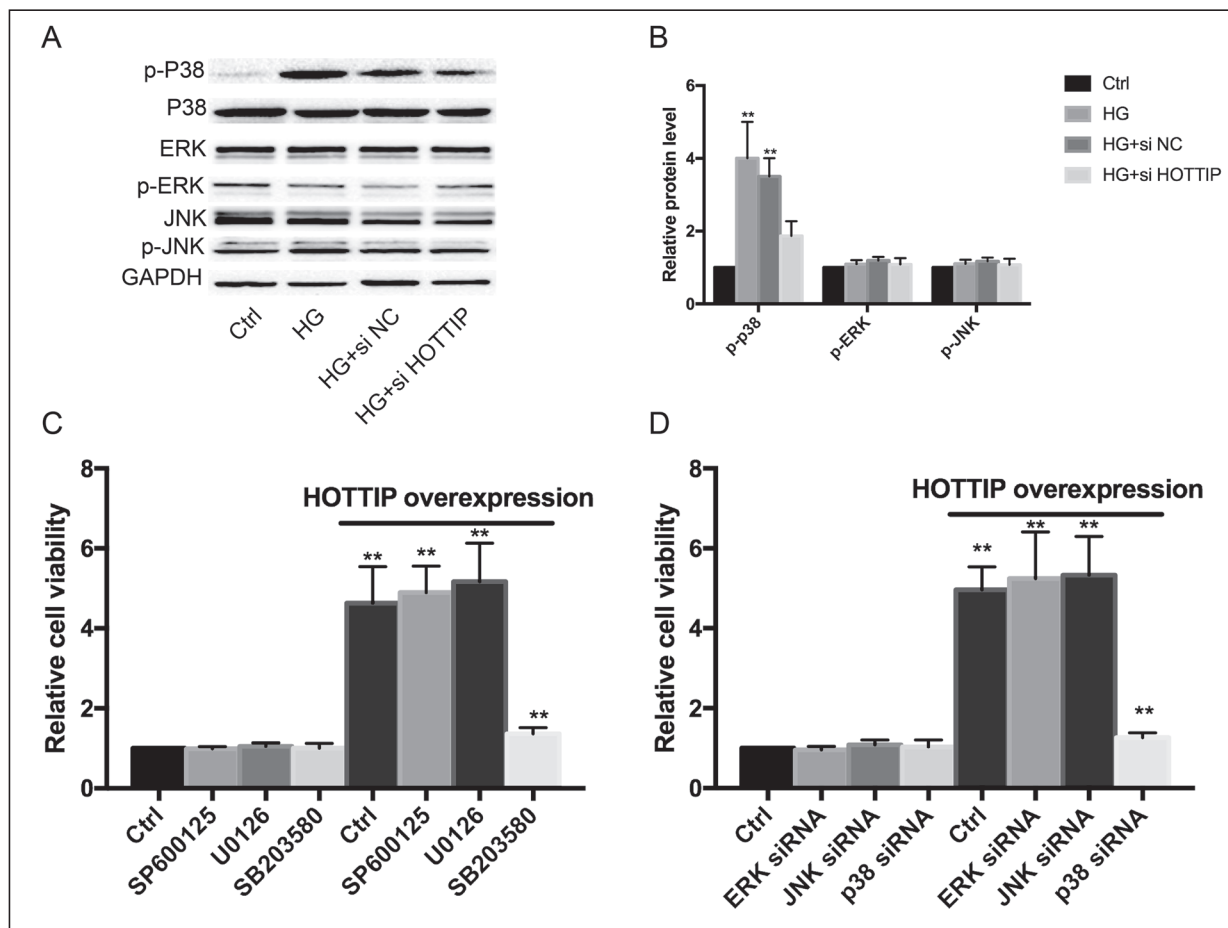 A
p-P38
P38
ERK
p-ERK
JNK
p-JNK
GAPDH
Ctrl
HG
HG+si NC
HG+si HOTTIP
B
Relative protein level
6
4
2
0
**
**
p-p38
p-ERK
p-JNK
Ctrl
HG
HG+si NC
HG+si HOTTIP
C
Relative cell viability
8
6
4
2
0
HOTTIP overexpression
**
**
**
**
Ctrl
SP600125
U0126
SB203580
Ctrl
SP600125
U0126
SB203580
D
Relative cell viability
8
6
4
2
0
HOTTIP overexpression
**
**
**
**
Ctrl
ERK siRNA
JNK siRNA
p38 siRNA
Ctrl
ERK siRNA
JNK siRNA
p38 siRNA